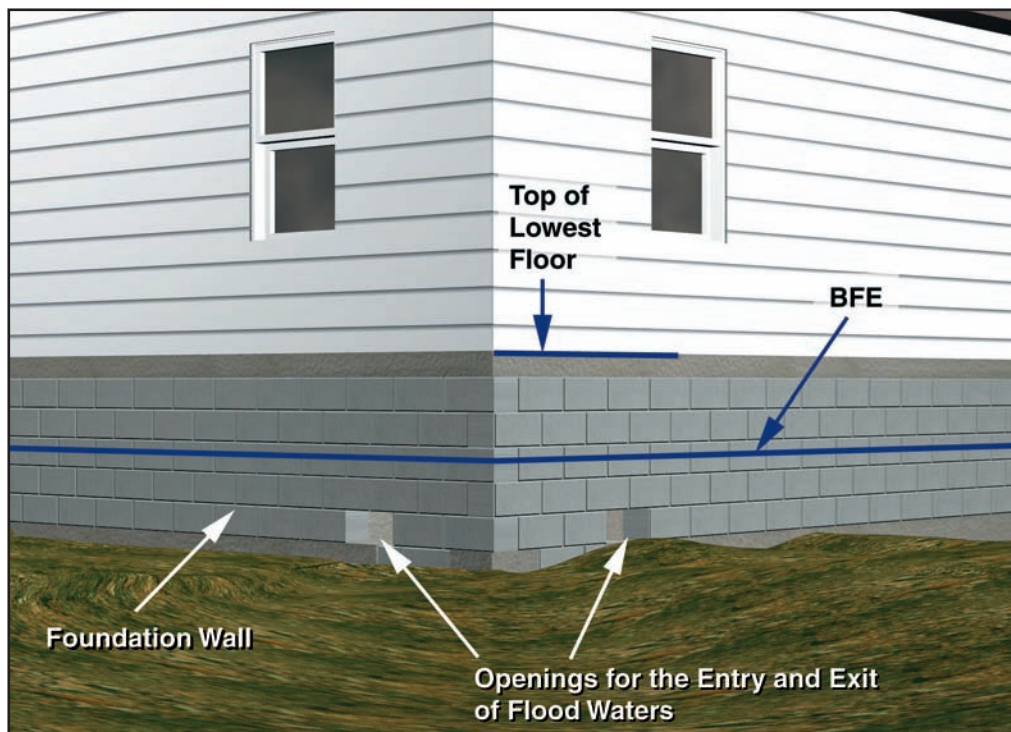 Top of
Lowest
Floor
BFE
Foundation Wall
Openings for the Entry and Exit
of Flood Waters